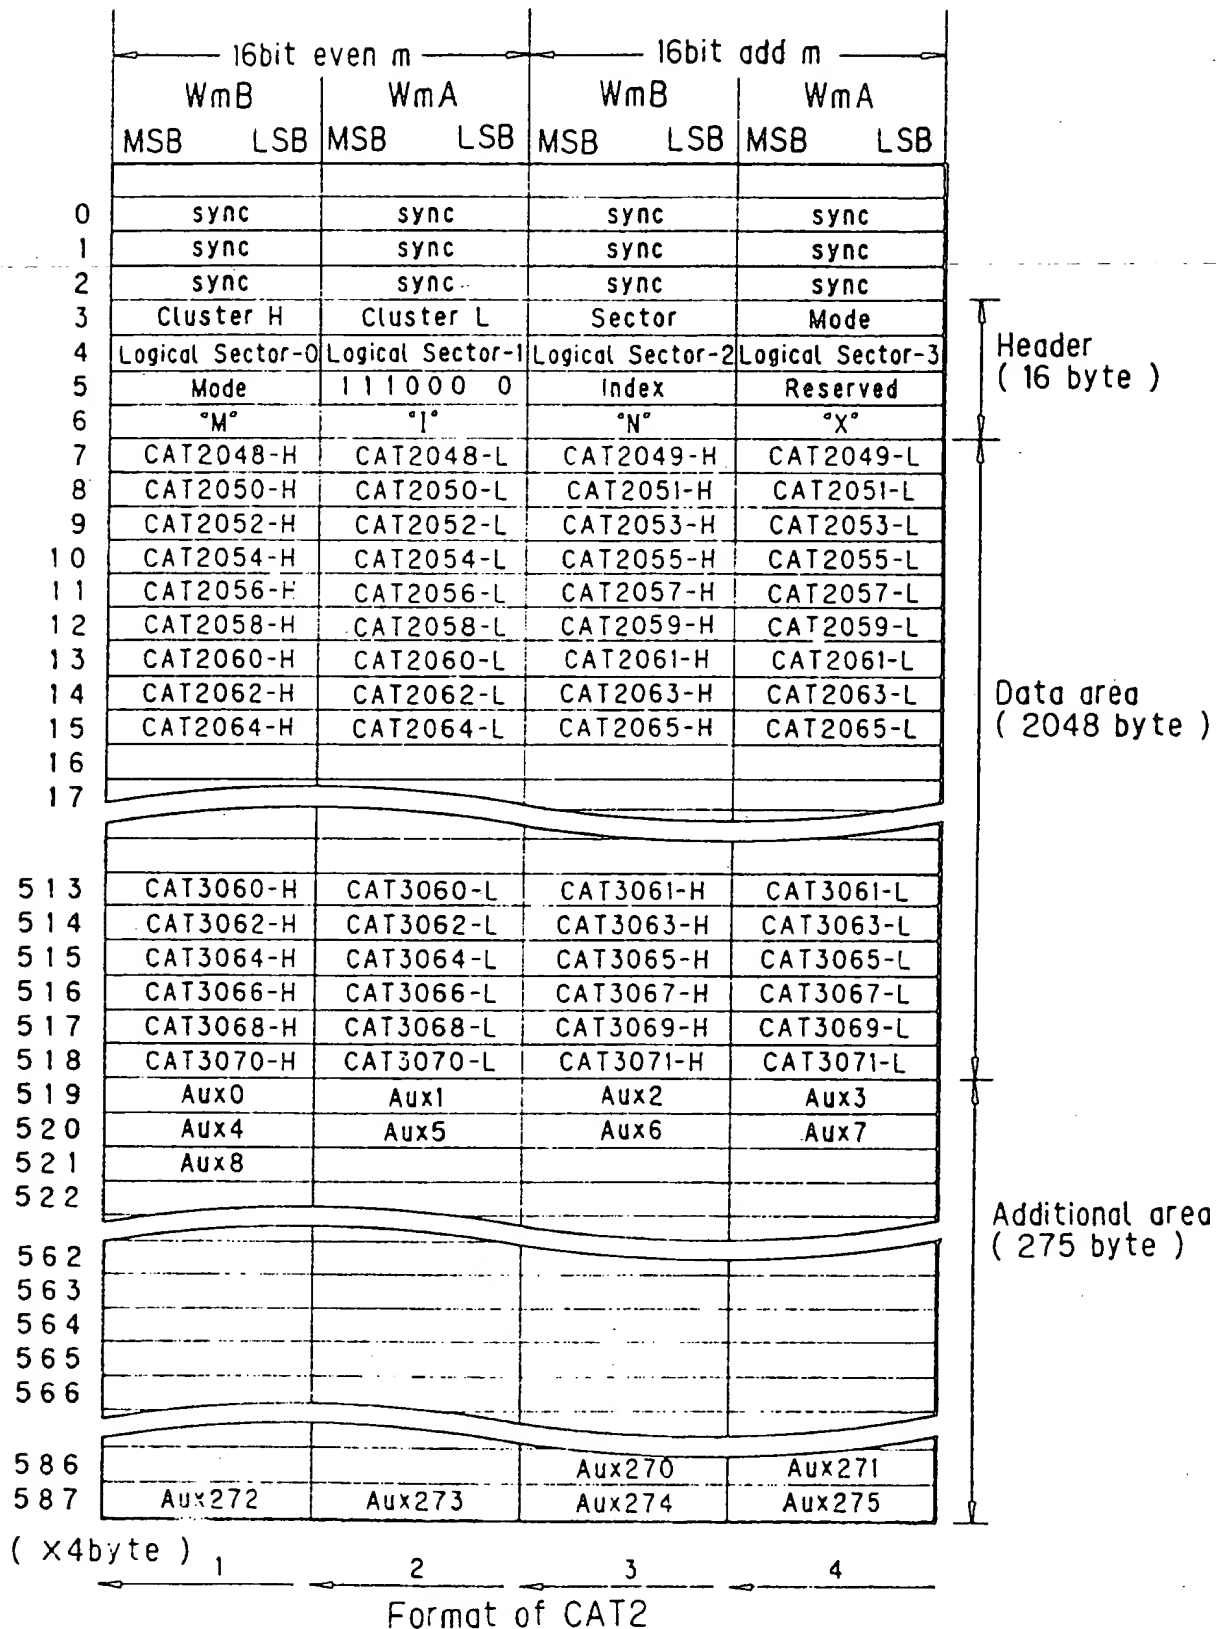 16bit even m 16bit add m
WmB WmA WmB WmA
MSB LSB MSB LSB MSB LSB MSB LSB
0 sync sync sync sync
1 sync sync sync sync
2 sync sync sync sync
3 Cluster H Cluster L Sector Mode
Header
4 Logical Sector-0 Logical Sector-1 Logical Sector-2 Logical Sector-3
( 16 byte )
5 Mode 111000 0 Index Reserved
6 "M" "I" "N" "X"
7 CAT2048-H CAT2048-L CAT2049-H CAT2049-L
8 CAT2050-H CAT2050-L CAT2051-H CAT2051-L
9 CAT2052-H CAT2052-L CAT2053-H CAT2053-L
10 CAT2054-H CAT2054-L CAT2055-H CAT2055-L
11 CAT2056-H CAT2056-L CAT2057-H CAT2057-L
12 CAT2058-H CAT2058-L CAT2059-H CAT2059-L
13 CAT2060-H CAT2060-L CAT2061-H CAT2061-L
14 CAT2062-H CAT2062-L CAT2063-H CAT2063-L Data area
15 CAT2064-H CAT2064-L CAT2065-H CAT2065-L ( 2048 byte )
16
17
513 CAT3060-H CAT3060-L CAT3061-H CAT3061-L
514 CAT3062-H CAT3062-L CAT3063-H CAT3063-L
515 CAT3064-H CAT3064-L CAT3065-H CAT3065-L
516 CAT3066-H CAT3066-L CAT3067-H CAT3067-L
517 CAT3068-H CAT3068-L CAT3069-H CAT3069-L
518 CAT3070-H CAT3070-L CAT3071-H CAT3071-L
519 Aux0 Aux1 Aux2 Aux3
520 Aux4 Aux5 Aux6 Aux7
521 Aux8
522
Additional area
( 275 byte )
562
563
564
565
566
586 Aux270 Aux271
587 Aux272 Aux273 Aux274 Aux275
( ×4byte ) 1 2 3 4
Format of CAT2